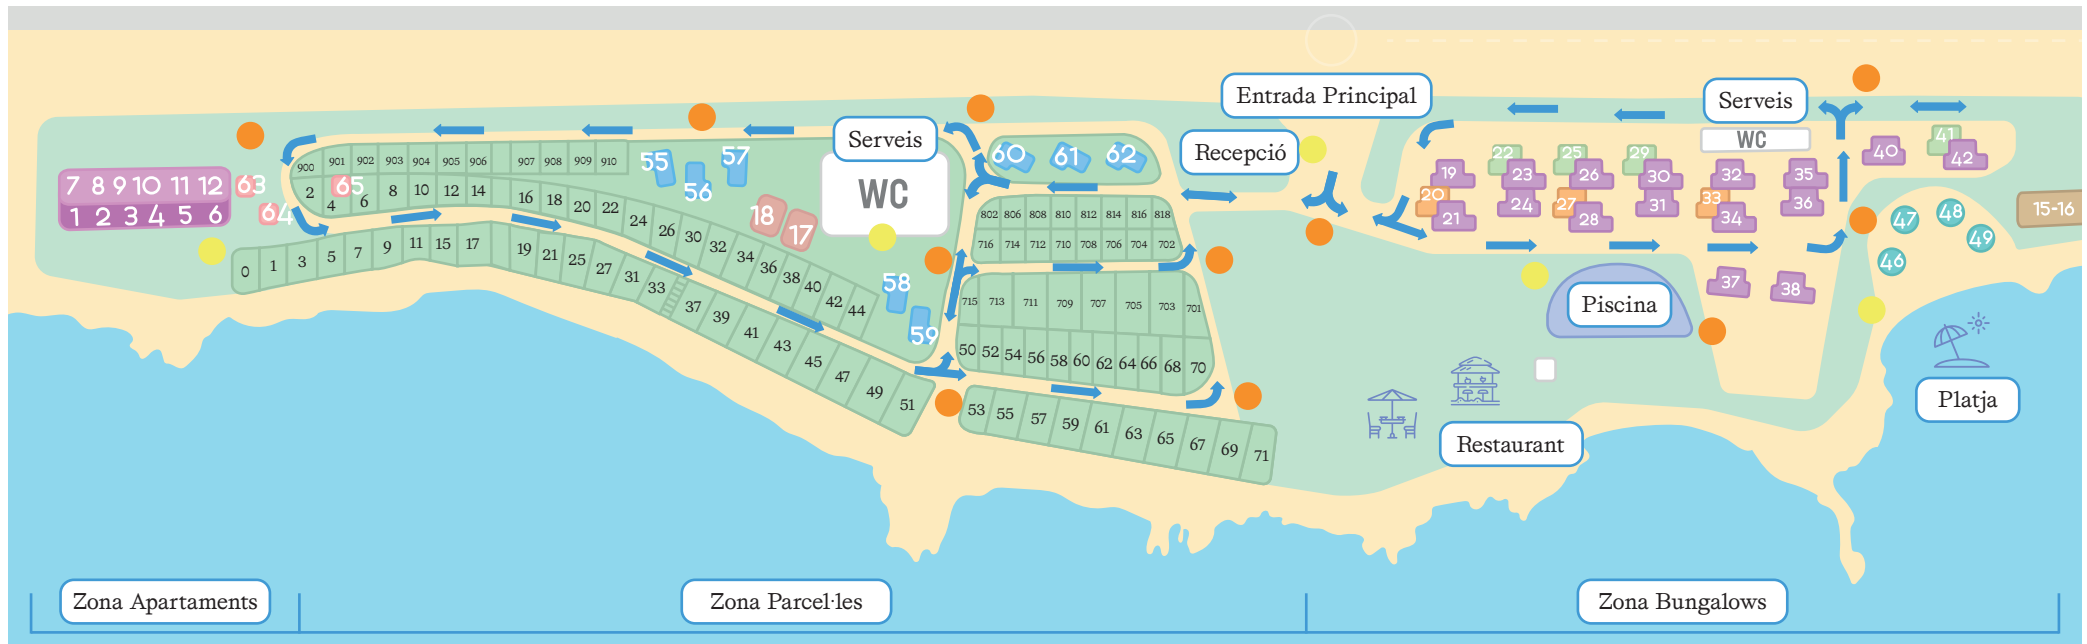 Entrada Principal
Recepció
Serveis
WC
Serveis
WC
7 8 9 10 11 12
1 2 3 4 5 6
63
64
65
900 901 902 903 904 905 906 907 908 909 910
2 4 6 8 10 12 14 16 18 20 22 24 26 30 32 34 36 38 40 42 44
0 1 3 5 7 9 11 15 17 19 21 25 27 31 33 37 39 41 43 45 47 49 51
55 56 57
18 17
58
59
60 61 62
802 806 808 810 812 814 816 818
716 714 712 710 708 706 704 702
715 713 711 709 707 705 703 701
50 52 54 56 58 60 62 64 66 68 70
53 55 57 59 61 63 65 67 69 71
19 20 21
22 23 24
25 26 27 28
29 30 31
32 33 34
35 36
37 38
40 41 42
46 47 48 49
15-16
Piscina
Restaurant
Platja
Zona Apartaments
Zona Parcel·les
Zona Bungalows